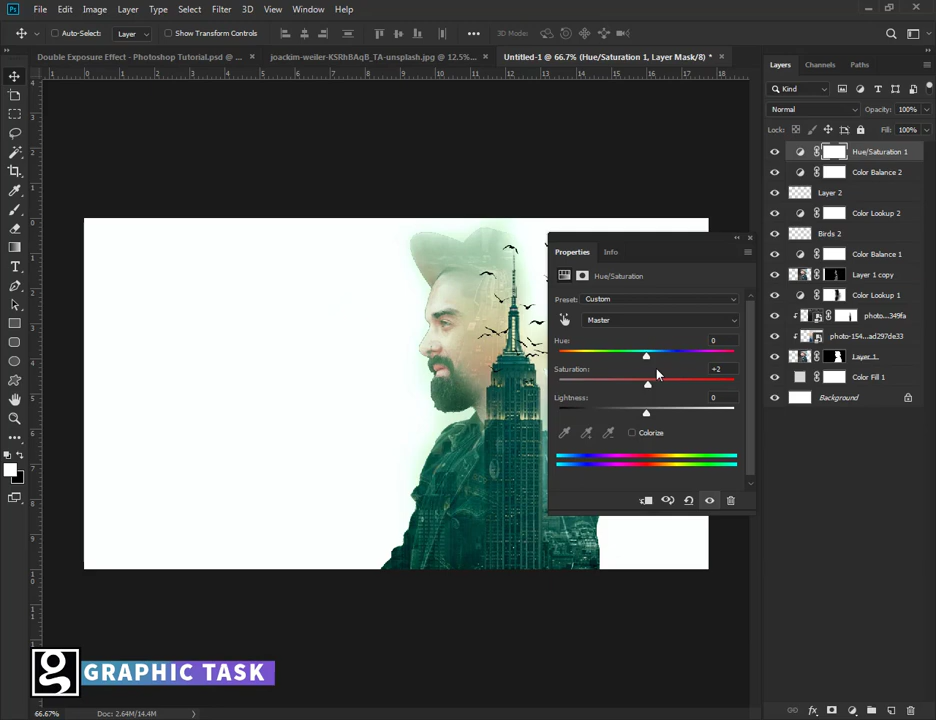 Ps File Edit Image Layer Type Select Filter 3D View Window Help
Auto-Select: Layer Show Transform Controls 3D Mode:
Double Exposure Effect - Photoshop Tutorial.psd @ ...
joachim-weiler-KSRhBAqB_TA-unsplash.jpg @ 12.5%...
Untitled-1 @ 66.7% (Hue/Saturation 1, Layer Mask/8) *
Layers Channels Paths
Kind
Normal Opacity: 100%
Lock: Fill: 100%
Hue/Saturation 1
Color Balance 2
Layer 2
Color Lookup 2
Birds 2
Color Balance 1
Layer 1 copy
Color Lookup 1
photo-...349fa
photo-154...ad297de33
Layer 1
Color Fill 1
Background
Properties Info
Hue/Saturation
Preset: Custom
Master
Hue: 0
Saturation: +2
Lightness: 0
Colorize
g GRAPHIC TASK
66.67% Doc: 2.64M/14.4M